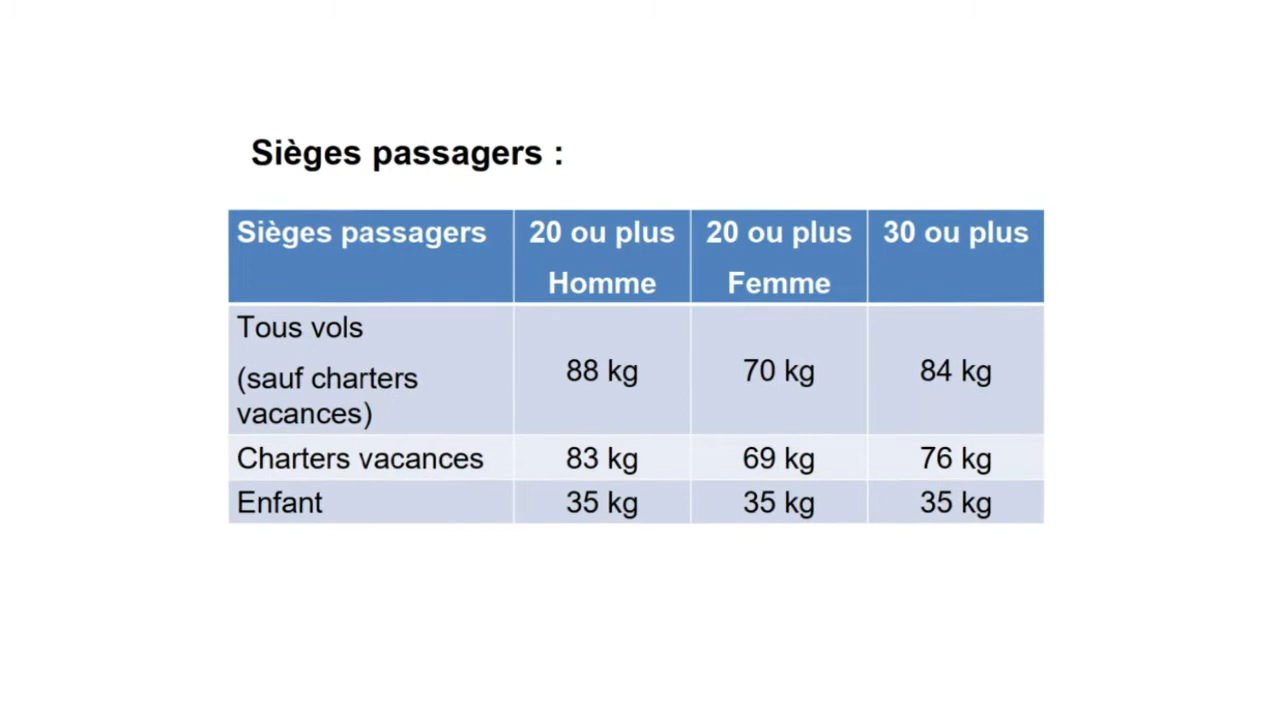 Sièges passagers :
Sièges passagers 20 ou plus 20 ou plus 30 ou plus
Homme Femme
Tous vols
(sauf charters
vacances)
88 kg 70 kg 84 kg
Charters vacances 83 kg 69 kg 76 kg
Enfant 35 kg 35 kg 35 kg